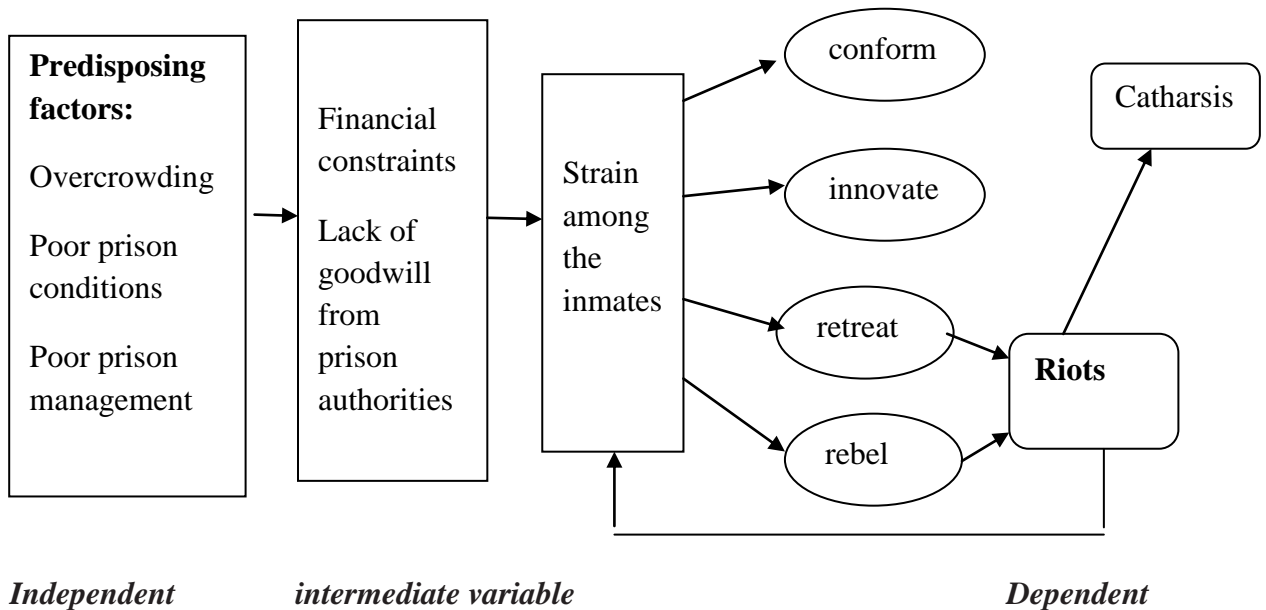 Predisposing
factors:
Overcrowding
Poor prison
conditions
Poor prison
management
Financial
constraints
Lack of
goodwill
from
prison
authorities
Strain
among
the
inmates
conform
innovate
retreat
rebel
Riots
Catharsis
Independent
intermediate variable
Dependent